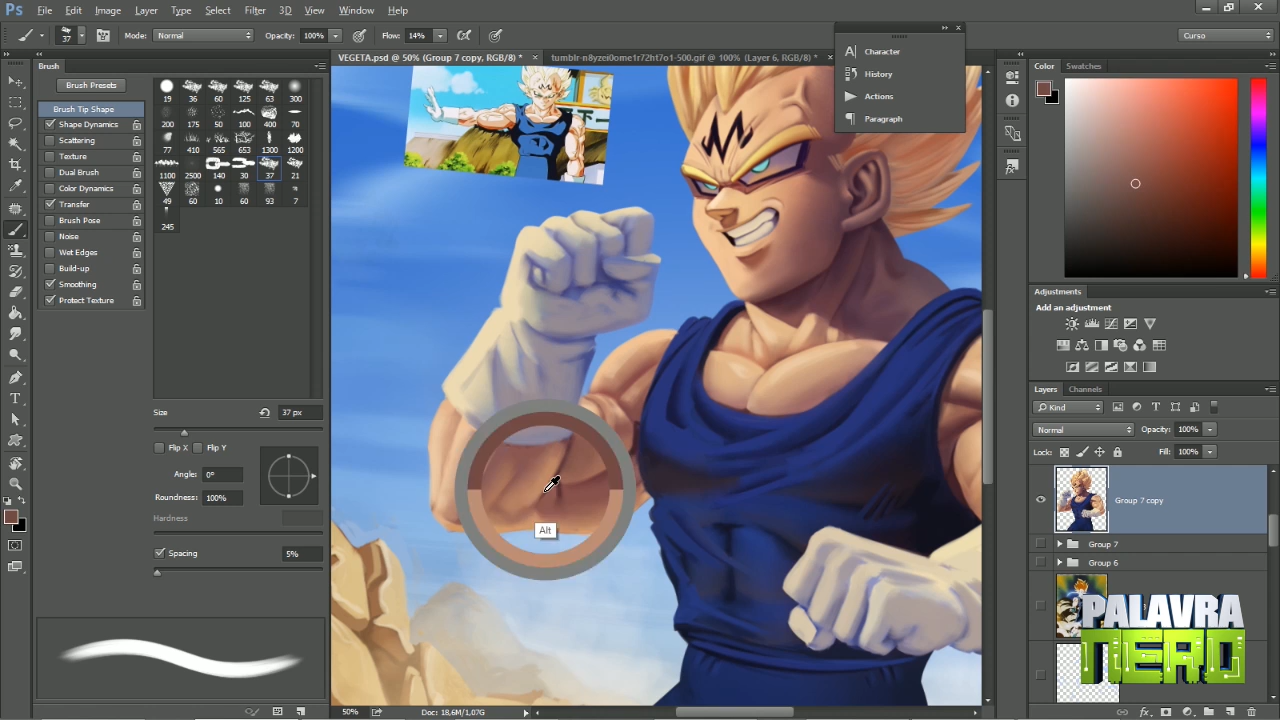 Ps File Edit Image Layer Type Select Filter 3D View Window Help
37 Mode: Normal Opacity: 100% Flow: 14% Curso
VEGETA.psd @ 50% (Group 7 copy, RGB/8) * × tumblr-n8yzei0ome1r72ht7o1-500.gif @ 100% (Layer 6, RGB/8) * ×
Brush
Brush Presets
Brush Tip Shape
Shape Dynamics
Scattering
Texture
Dual Brush
Color Dynamics
Transfer
Brush Pose
Noise
Wet Edges
Build-up
Smoothing
Protect Texture
19 36 60 125 63 300
200 175 50 100 400 70
77 410 565 653 1300 1200
1100 2500 140 30 37 21
49 60 10 60 93 7
245
Size 37 px
Flip X Flip Y
Angle: 0°
Roundness: 100%
Hardness
Spacing 5%
Alt
50% Doc: 18,6M/1,07G
Character
History
Actions
Paragraph
Color Swatches
Adjustments
Add an adjustment
Layers Channels
Kind
Normal Opacity: 100%
Lock: Fill: 100%
Group 7 copy
Group 7
Group 6
PALAVRA
NERD